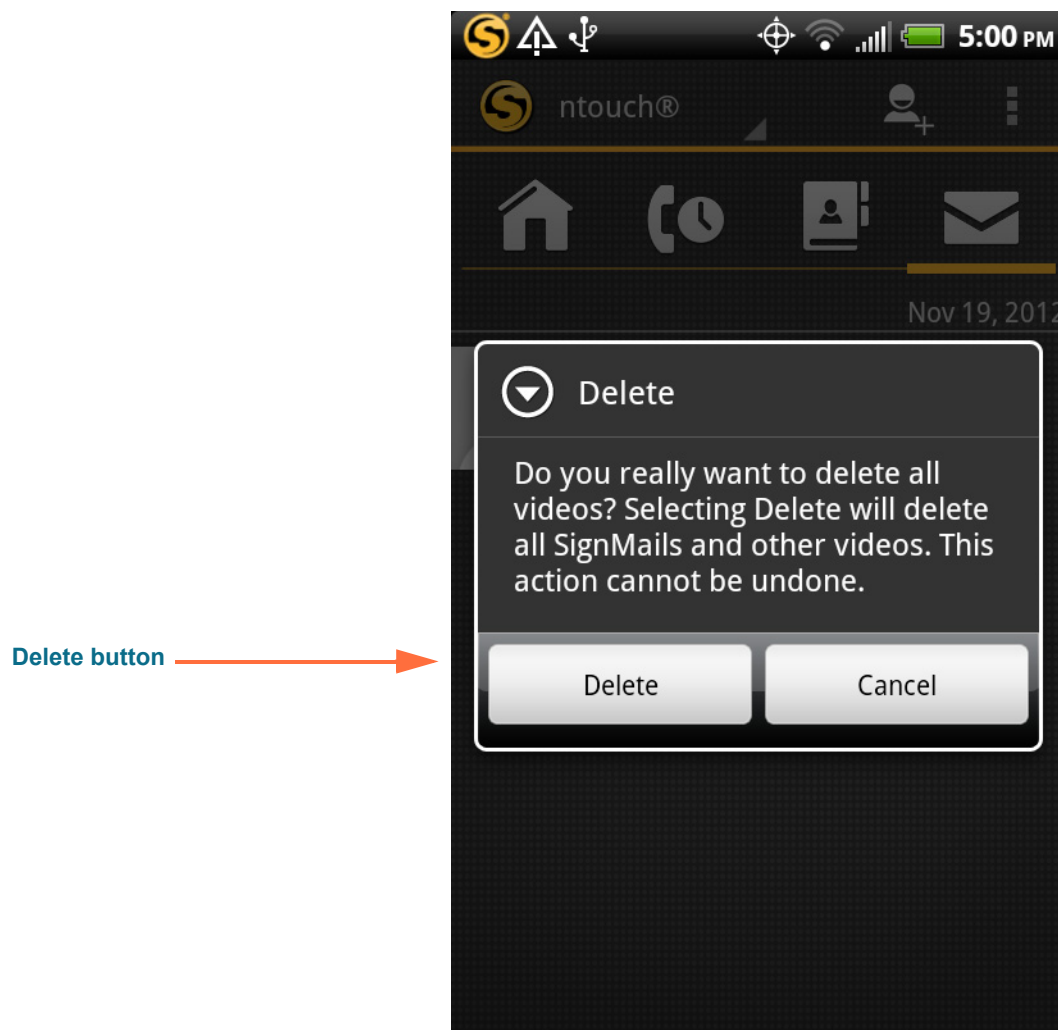 5:00 PM
ntouch®
Nov 19, 2012
Delete
Do you really want to delete all
videos? Selecting Delete will delete
all SignMails and other videos. This
action cannot be undone.
Delete button
Delete
Cancel